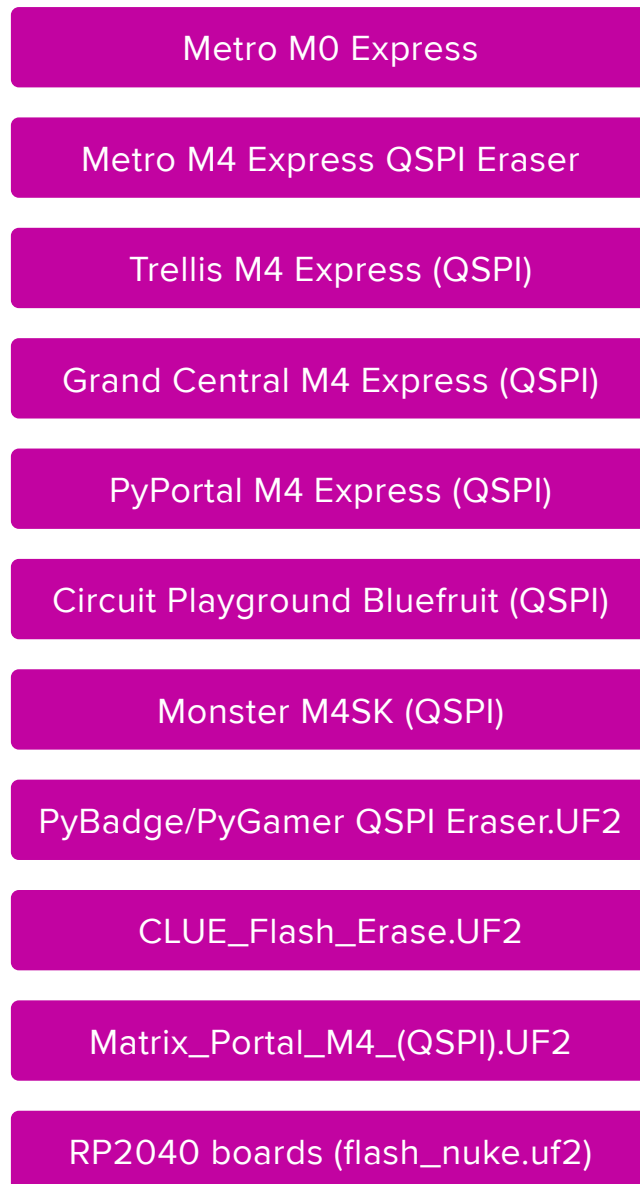 Metro M0 Express
Metro M4 Express QSPI Eraser
Trellis M4 Express (QSPI)
Grand Central M4 Express (QSPI)
PyPortal M4 Express (QSPI)
Circuit Playground Bluefruit (QSPI)
Monster M4SK (QSPI)
PyBadge/PyGamer QSPI Eraser.UF2
CLUE_Flash_Erase.UF2
Matrix_Portal_M4_(QSPI).UF2
RP2040 boards (flash_nuke.uf2)